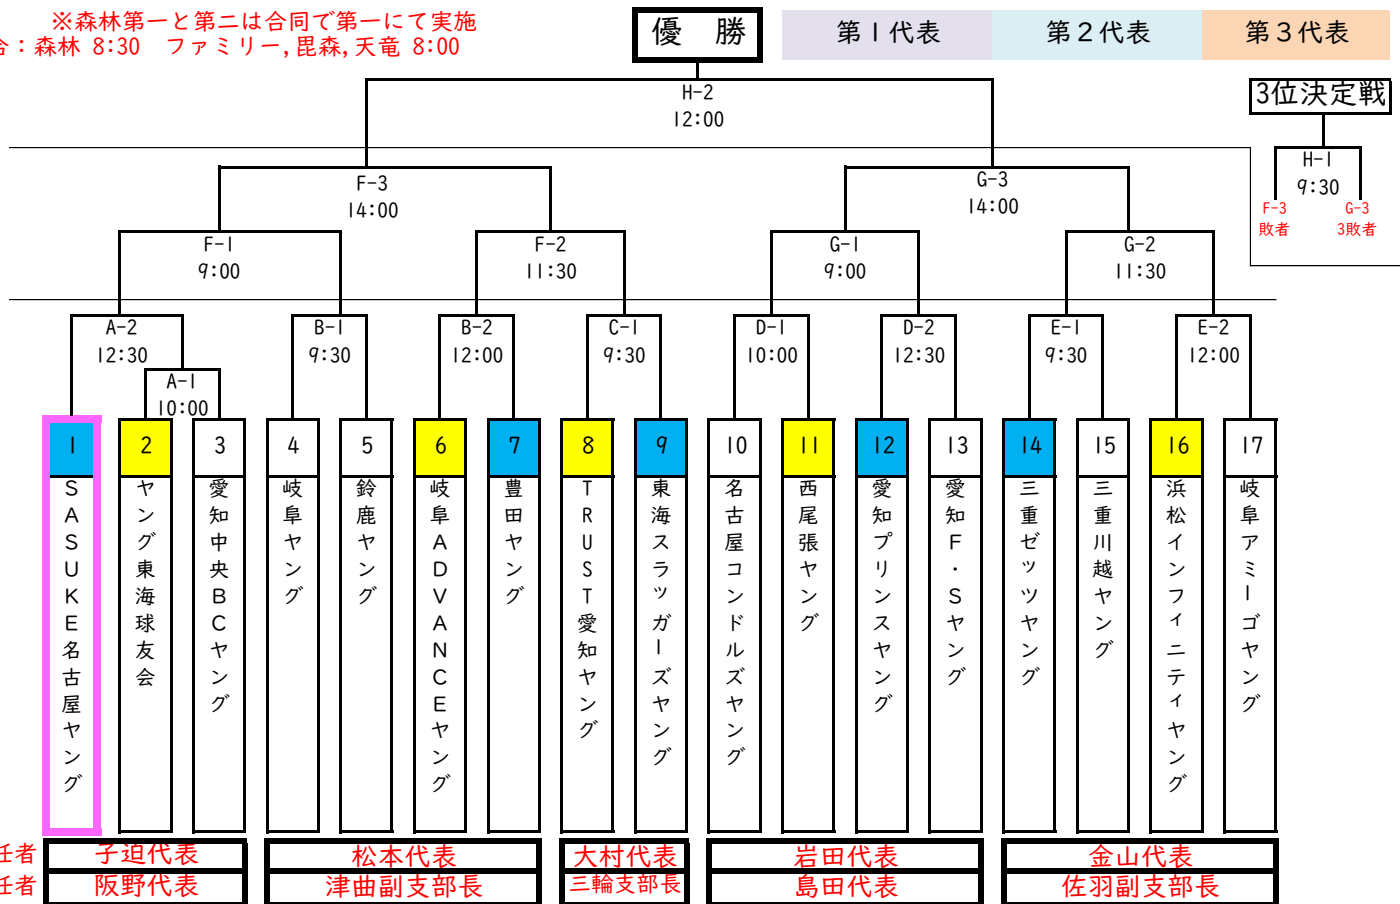 ※森林第一と第二は合同で第一にて実施
合：森林 8:30　ファミリー,毘森,天竜 8:00
優　勝
第1代表
第2代表
第3代表
H-2
12:00
3位決定戦
H-1
9:30
F-3
敗者
G-3
3敗者
F-3
14:00
G-3
14:00
F-1
9:00
F-2
11:30
G-1
9:00
G-2
11:30
A-2
12:30
B-1
9:30
B-2
12:00
C-1
9:30
D-1
10:00
D-2
12:30
E-1
9:30
E-2
12:00
A-1
10:00
1
2
3
4
5
6
7
8
9
10
11
12
13
14
15
16
17
SASUKE名古屋ヤング
ヤング東海球友会
愛知中央BCヤング
岐阜ヤング
鈴鹿ヤング
岐阜ADVANCEヤング
豊田ヤング
TRUST愛知ヤング
東海スラッガーズヤング
名古屋コンドルズヤング
西尾張ヤング
愛知プリンスヤング
愛知F・Sヤング
三重ゼッツヤング
三重川越ヤング
浜松インフィニティヤング
岐阜アミーゴヤング
任者
子迫代表
松本代表
大村代表
岩田代表
金山代表
任者
阪野代表
津曲副支部長
三輪支部長
島田代表
佐羽副支部長